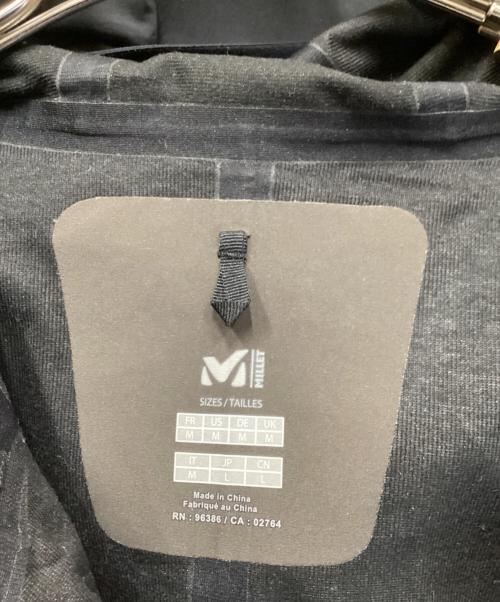 M MILLET
SIZES / TAILLES
FR US DE UK
M M M M
IT JP CN
M L L
Made in China
Fabriqué au China
RN : 96386 / CA : 02764